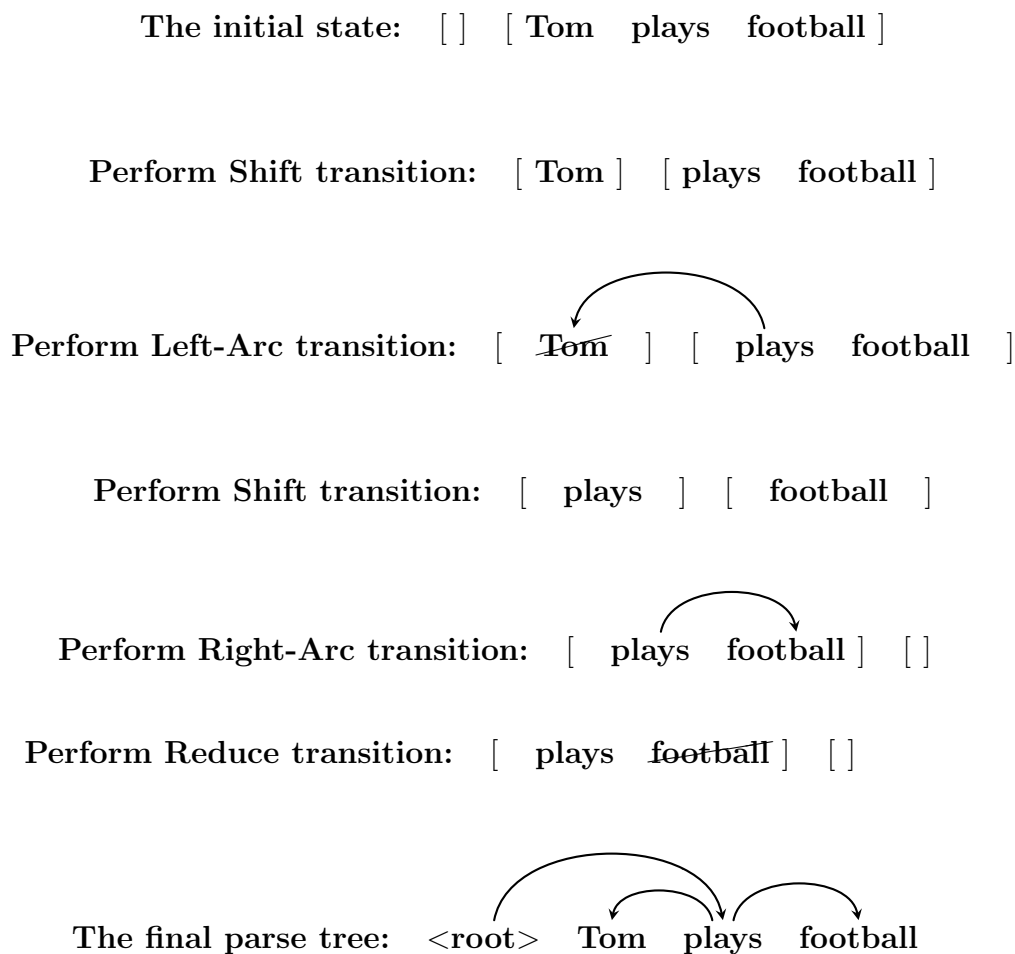 The initial state: [ ] [ Tom plays football ]
Perform Shift transition: [ Tom ] [ plays football ]
Perform Left-Arc transition: [ Tom ] [ plays football ]
Perform Shift transition: [ plays ] [ football ]
Perform Right-Arc transition: [ plays football ] [ ]
Perform Reduce transition: [ plays football ] [ ]
The final parse tree: <root> Tom plays football